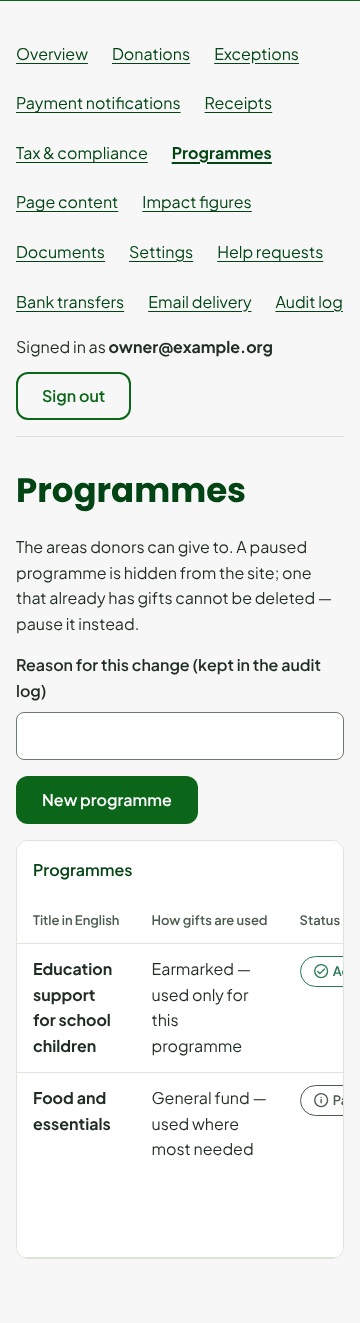 Overview Donations Exceptions
Payment notifications Receipts
Tax & compliance Programmes
Page content Impact figures
Documents Settings Help requests
Bank transfers Email delivery Audit log
Signed in as owner@example.org
Sign out
Programmes
The areas donors can give to. A paused
programme is hidden from the site; one
that already has gifts cannot be deleted —
pause it instead.
Reason for this change (kept in the audit
log)
New programme
Programmes
Title in English How gifts are used Status
Education Earmarked —
support used only for
for school this
children programme
Food and General fund —
essentials used where
most needed